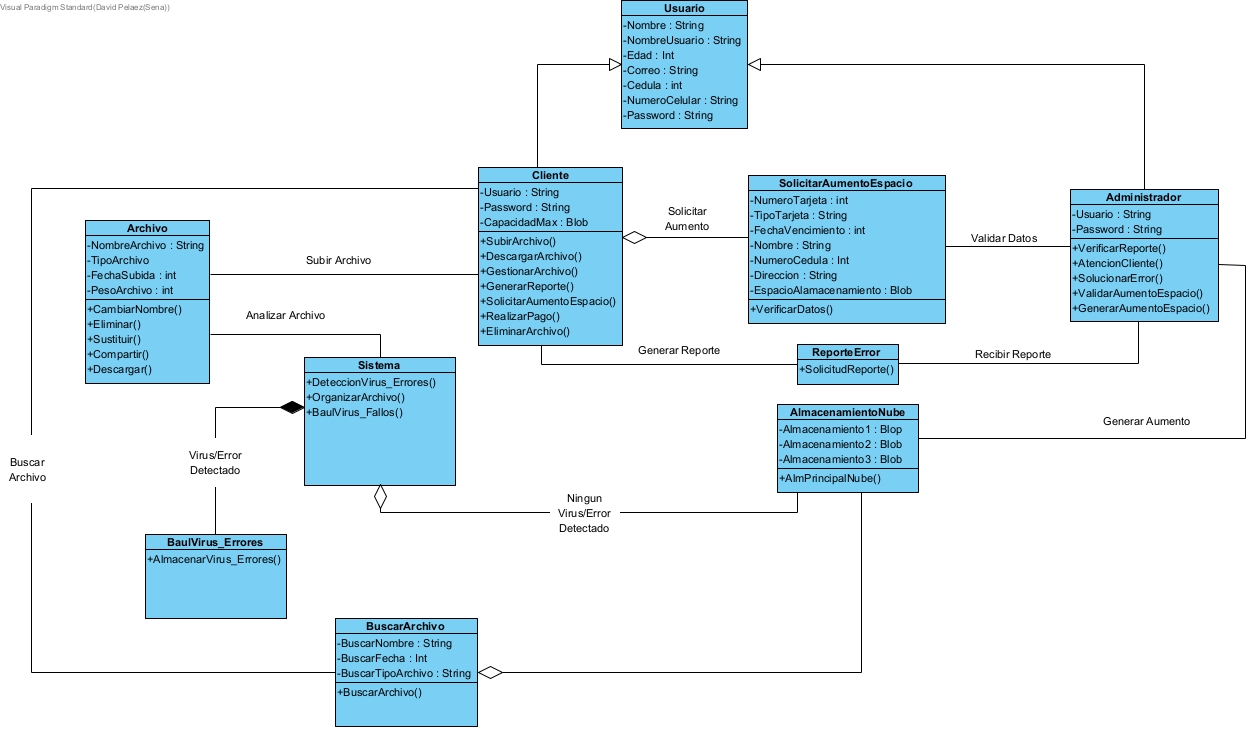 Visual Paradigm Standard(David Pelaez(Sena))
Usuario
-Nombre : String
-NombreUsuario : String
-Edad : Int
-Correo : String
-Cedula : int
-NumeroCelular : String
-Password : String
Cliente
-Usuario : String
-Password : String
-CapacidadMax : Blob
+SubirArchivo()
+DescargarArchivo()
+GestionarArchivo()
+GenerarReporte()
+SolicitarAumentoEspacio()
+RealizarPago()
+EliminarArchivo()
Solicitar
Aumento
SolicitarAumentoEspacio
-NumeroTarjeta : int
-TipoTarjeta : String
-FechaVencimiento : int
-Nombre : String
-NumeroCedula : Int
-Direccion : String
-EspacioAlamacenamiento : Blob
+VerificarDatos()
Validar Datos
Administrador
-Usuario : String
-Password : String
+VerificarReporte()
+AtencionCliente()
+SolucionarError()
+ValidarAumentoEspacio()
+GenerarAumentoEspacio()
Archivo
-NombreArchivo : String
-TipoArchivo
-FechaSubida : int
-PesoArchivo : int
+CambiarNombre()
+Eliminar()
+Sustituir()
+Compartir()
+Descargar()
Subir Archivo
Analizar Archivo
Sistema
+DeteccionVirus_Errores()
+OrganizarArchivo()
+BaulVirus_Fallos()
Generar Reporte
ReporteError
+SolicitudReporte()
Recibir Reporte
AlmacenamientoNube
-Almacenamiento1 : Blop
-Almacenamiento2 : Blob
-Almacenamiento3 : Blob
+AlmPrincipalNube()
Generar Aumento
Buscar
Archivo
Virus/Error
Detectado
Ningun
Virus/Error
Detectado
BaulVirus_Errores
+AlmacenarVirus_Errores()
BuscarArchivo
-BuscarNombre : String
-BuscarFecha : Int
-BuscarTipoArchivo : String
+BuscarArchivo()